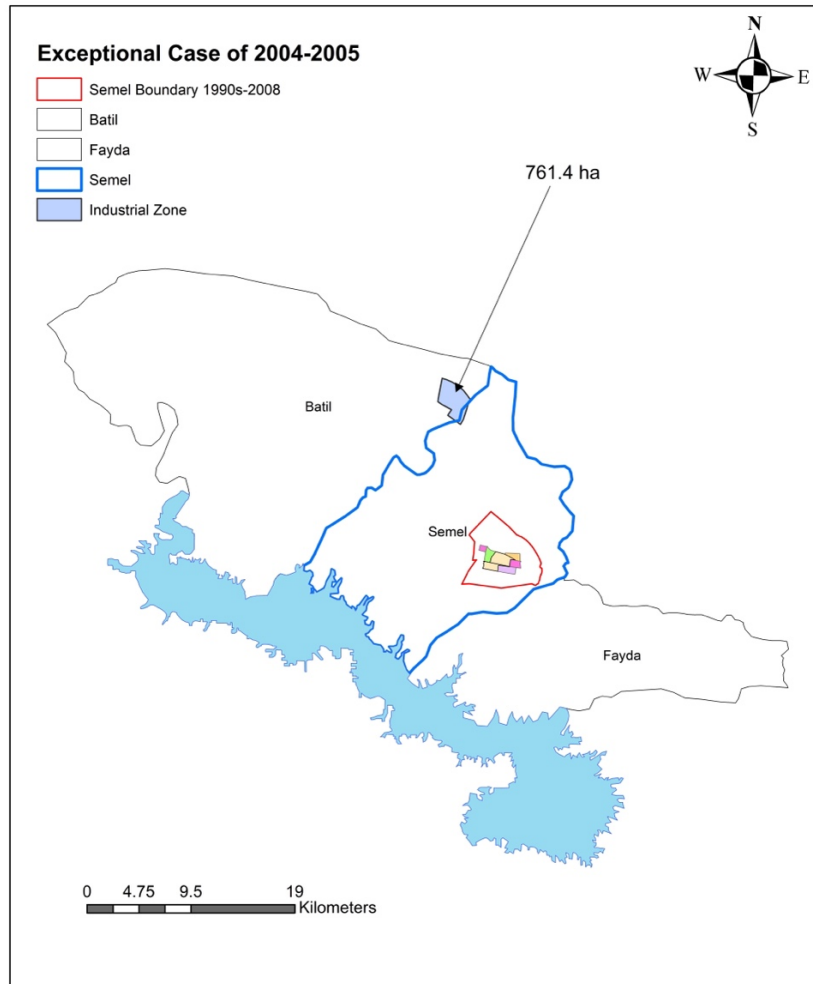 Exceptional Case of 2004-2005
N
W E
S
Semel Boundary 1990s-2008
Batil
Fayda
Semel
Industrial Zone
761.4 ha
Batil
Semel
Fayda
0 4.75 9.5 19
Kilometers